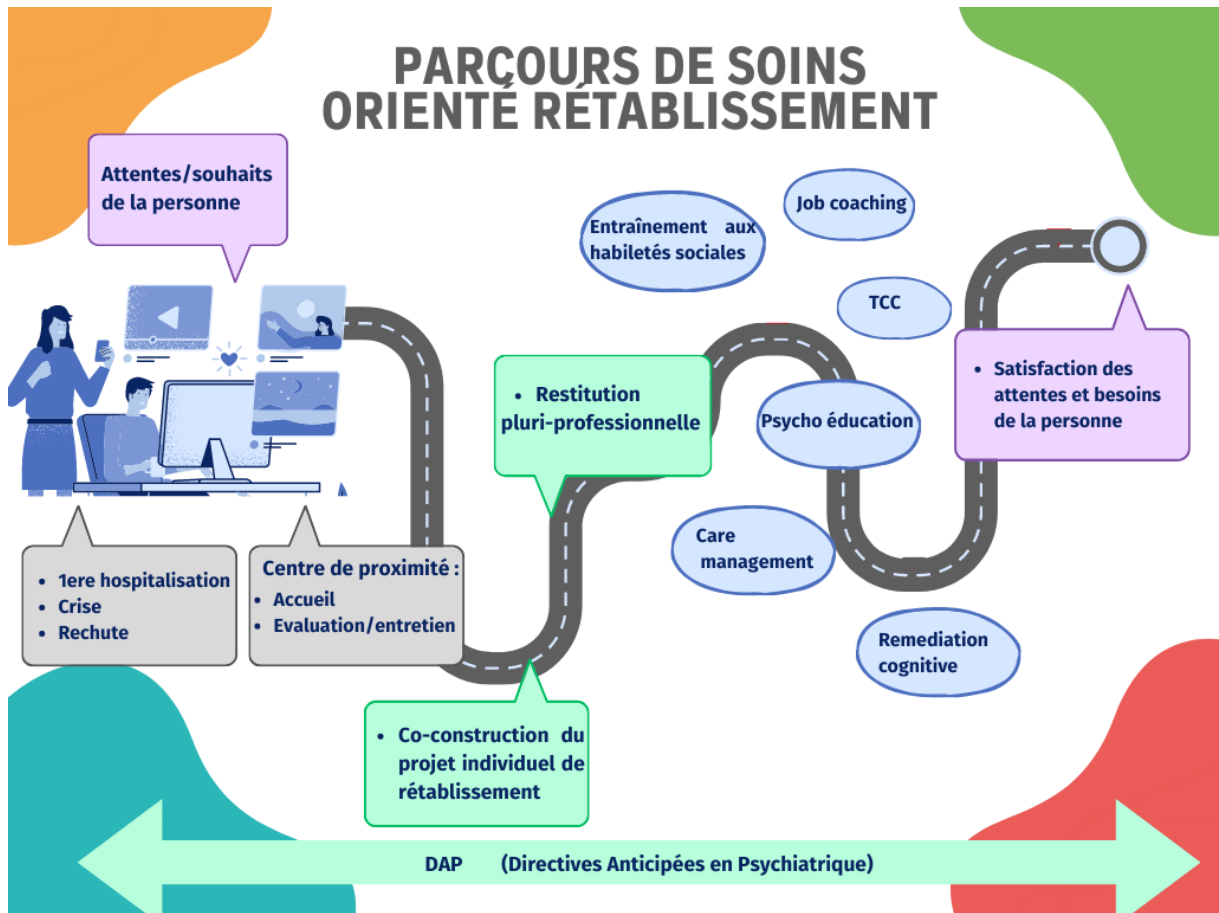 PARCOURS DE SOINS
ORIENTÉ RÉTABLISSEMENT
Attentes/souhaits
de la personne
Job coaching
Entraînement aux
habiletés sociales
TCC
• Satisfaction des
attentes et besoins
de la personne
• Restitution
pluri-professionnelle
Psycho éducation
Care
management
• 1ere hospitalisation
• Crise
• Rechute
Centre de proximité :
• Accueil
• Evaluation/entretien
Remediation
cognitive
• Co-construction du
projet individuel de
rétablissement
DAP (Directives Anticipées en Psychiatrique)